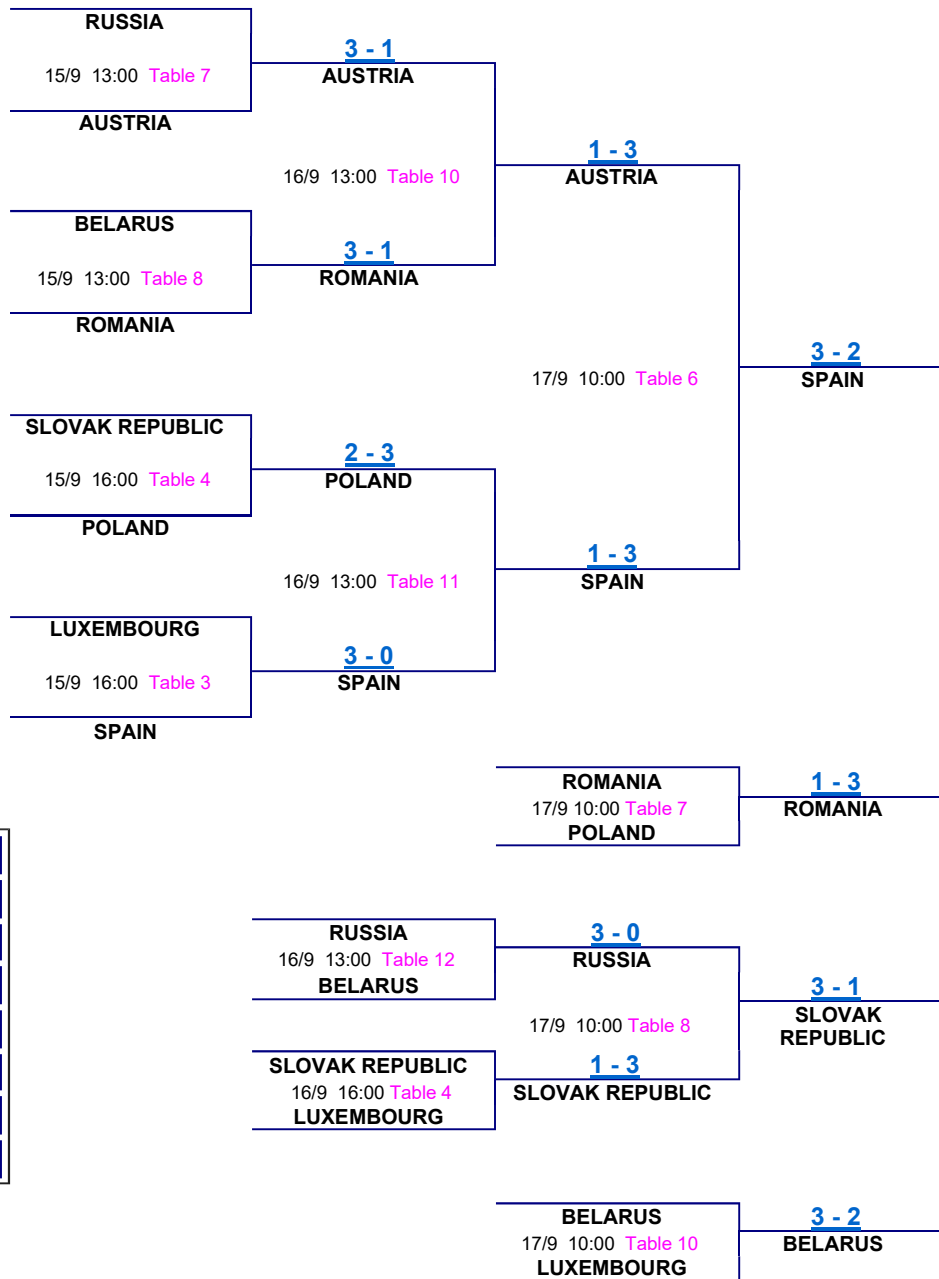 RUSSIA
3 - 1
15/9 13:00 Table 7
AUSTRIA
AUSTRIA
1 - 3
16/9 13:00 Table 10
AUSTRIA
BELARUS
3 - 1
15/9 13:00 Table 8
ROMANIA
ROMANIA
3 - 2
17/9 10:00 Table 6
SPAIN
SLOVAK REPUBLIC
2 - 3
15/9 16:00 Table 4
POLAND
POLAND
1 - 3
16/9 13:00 Table 11
SPAIN
LUXEMBOURG
3 - 0
15/9 16:00 Table 3
SPAIN
SPAIN
ROMANIA
1 - 3
17/9 10:00 Table 7
ROMANIA
POLAND
RUSSIA
3 - 0
16/9 13:00 Table 12
RUSSIA
BELARUS
3 - 1
17/9 10:00 Table 8
SLOVAK
REPUBLIC
SLOVAK REPUBLIC
1 - 3
16/9 16:00 Table 4
SLOVAK REPUBLIC
LUXEMBOURG
BELARUS
3 - 2
17/9 10:00 Table 10
BELARUS
LUXEMBOURG